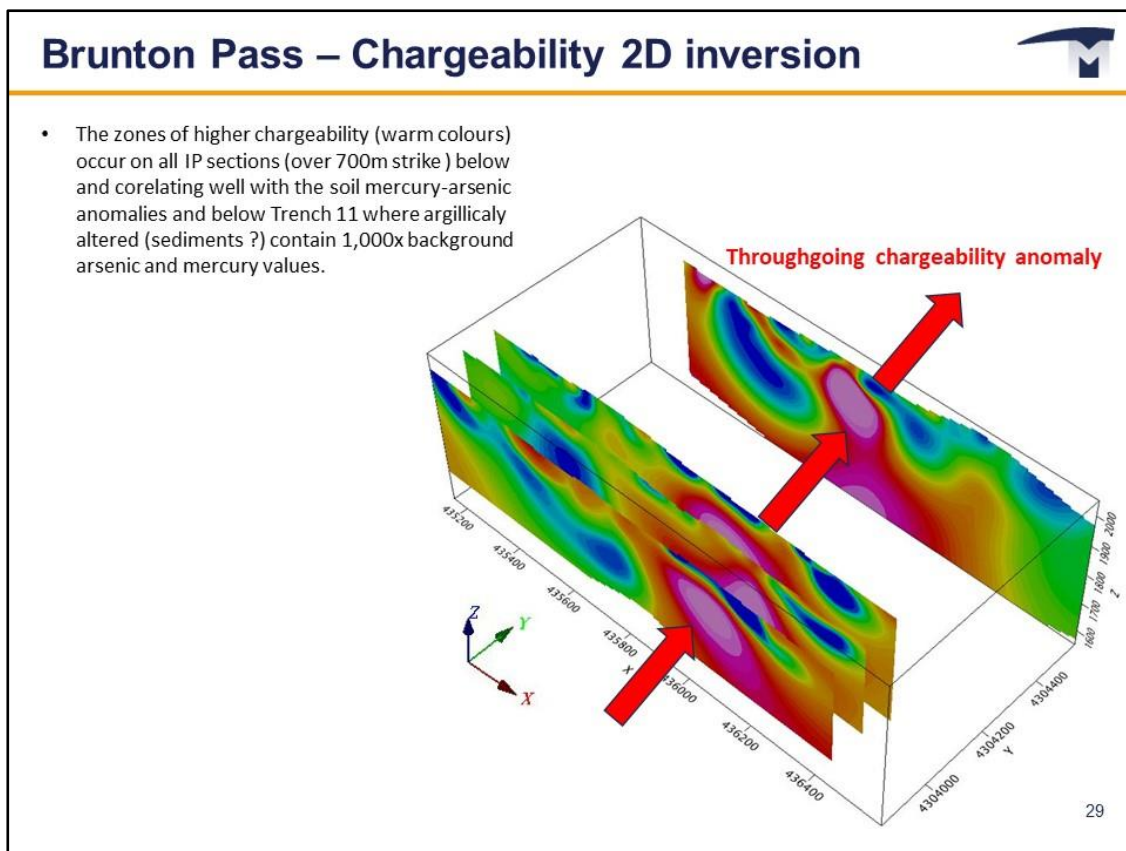 Brunton Pass – Chargeability 2D inversion
• The zones of higher chargeability (warm colours)
occur on all IP sections (over 700m strike ) below
and corelating well with the soil mercury-arsenic
anomalies and below Trench 11 where argillicaly
altered (sediments ?) contain 1,000x background
arsenic and mercury values.
Throughgoing chargeability anomaly
435200
435400
435600
435800
X
436000
436200
436400
2000
1900
1800
Z
1700
1600
4304400
4304200
Y
4304000
Z
Y
X
29